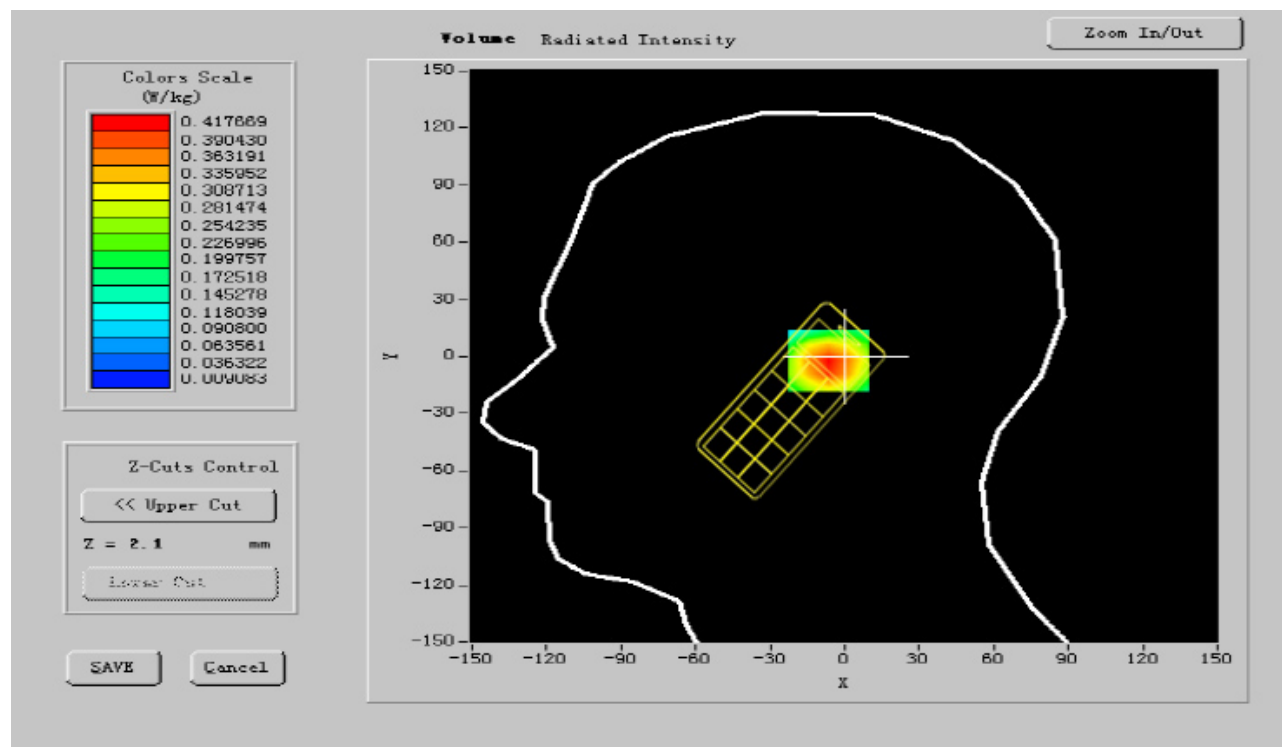 Volume Radiated Intensity
Zoom In/Out
Colors Scale
(W/kg)
0.417669
0.390430
0.363191
0.335952
0.308713
0.281474
0.254235
0.226996
0.199757
0.172518
0.145278
0.118039
0.090800
0.063561
0.036322
0.009083
Z-Cuts Control
<< Upper Cut
Z = 2.1 mm
Lower Cut
SAVE
Cancel
150
120
90
60
30
0
-30
-60
-90
-120
-150
Y
-150 -120 -90 -60 -30 0 30 60 90 120 150
X